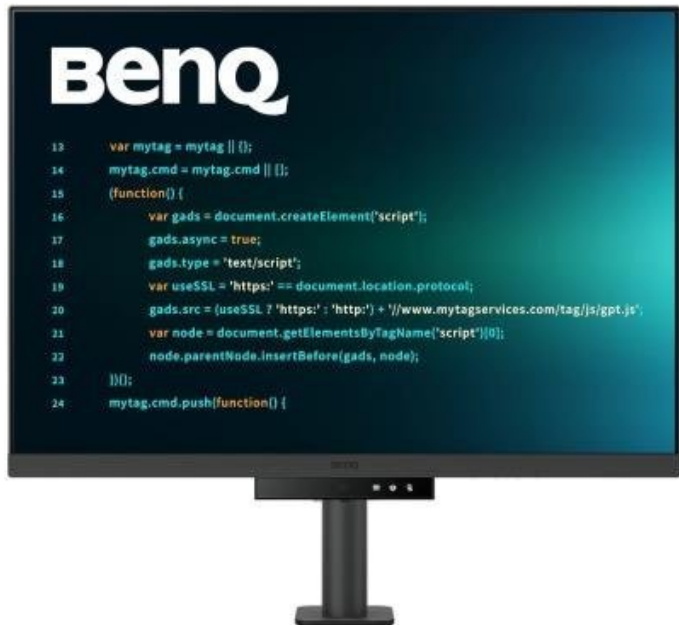 BenQ
13 var mytag = mytag || {};
14 mytag.cmd = mytag.cmd || [];
15 (function() {
16 var gads = document.createElement('script');
17 gads.async = true;
18 gads.type = 'text/script';
19 var useSSL = 'https:' == document.location.protocol;
20 gads.src = (useSSL ? 'https:' : 'http:') + '//www.mytagservices.com/tag/js/gpt.js';
21 var node = document.getElementsByTagName('script')[0];
22 node.parentNode.insertBefore(gads, node);
23 })();
24 mytag.cmd.push(function() {
BenQ